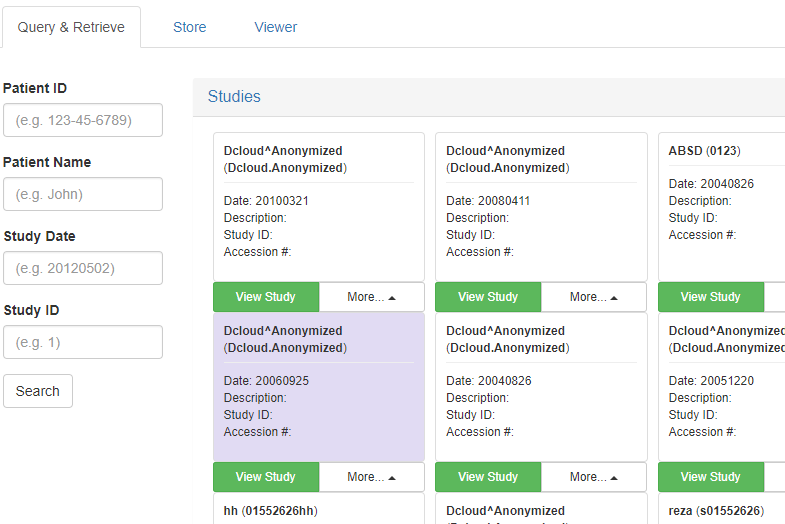 Query & Retrieve Store Viewer
Patient ID
(e.g. 123-45-6789)
Patient Name
(e.g. John)
Study Date
(e.g. 20120502)
Study ID
(e.g. 1)
Search
Studies
Dcloud^Anonymized
(Dcloud.Anonymized)
Date: 20100321
Description:
Study ID:
Accession #:
View Study More...
Dcloud^Anonymized
(Dcloud.Anonymized)
Date: 20080411
Description:
Study ID:
Accession #:
View Study More...
ABSD (0123)
Date: 20040826
Description:
Study ID:
Accession #:
View Study
Dcloud^Anonymized
(Dcloud.Anonymized)
Date: 20060925
Description:
Study ID:
Accession #:
View Study More...
Dcloud^Anonymized
(Dcloud.Anonymized)
Date: 20040826
Description:
Study ID:
Accession #:
View Study More...
Dcloud^Anonymized
(Dcloud.Anonymized
Date: 20051220
Description:
Study ID:
Accession #:
View Study
hh (01552626hh)
Dcloud^Anonymized
reza (s01552626)